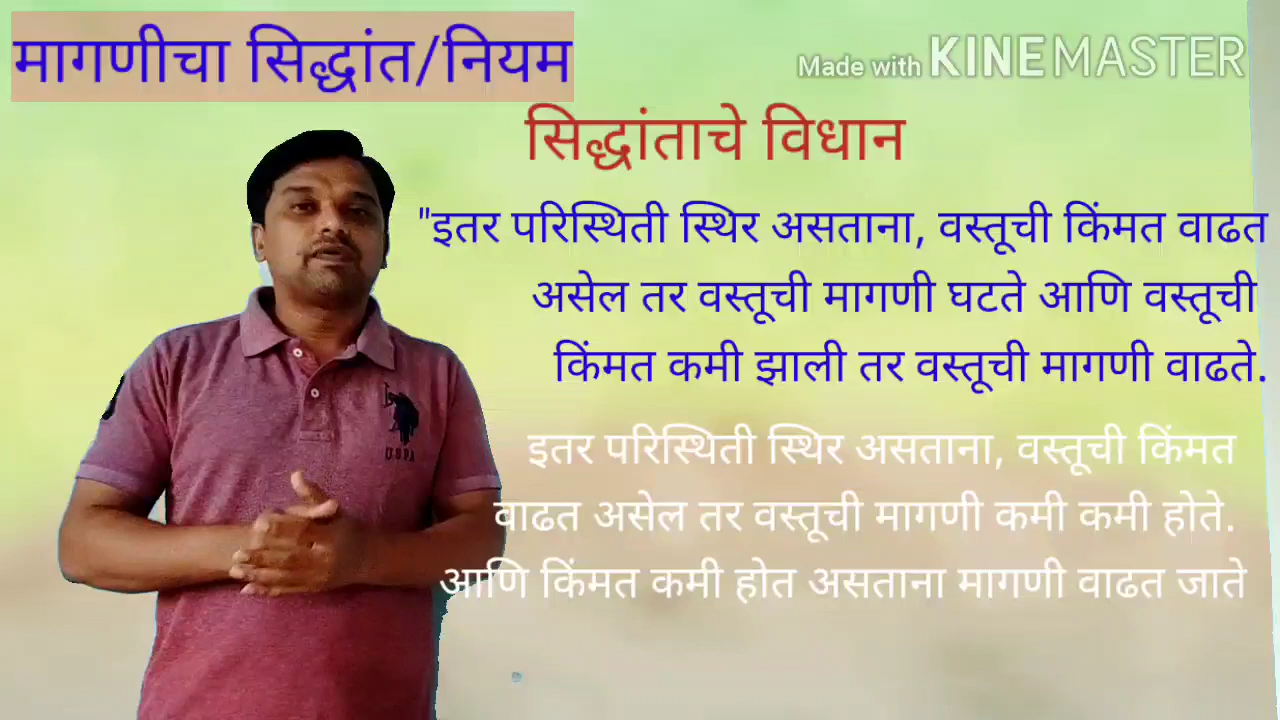 मागणीचा सिद्धांत/नियम
Made with KINEMASTER
सिद्धांताचे विधान
"इतर परिस्थिती स्थिर असताना, वस्तूची किंमत वाढत
असेल तर वस्तूची मागणी घटते आणि वस्तूची
किंमत कमी झाली तर वस्तूची मागणी वाढते.
इतर परिस्थिती स्थिर असताना, वस्तूची किंमत
वाढत असेल तर वस्तूची मागणी कमी कमी होते.
आणि किंमत कमी होत असताना मागणी वाढत जाते
USPA